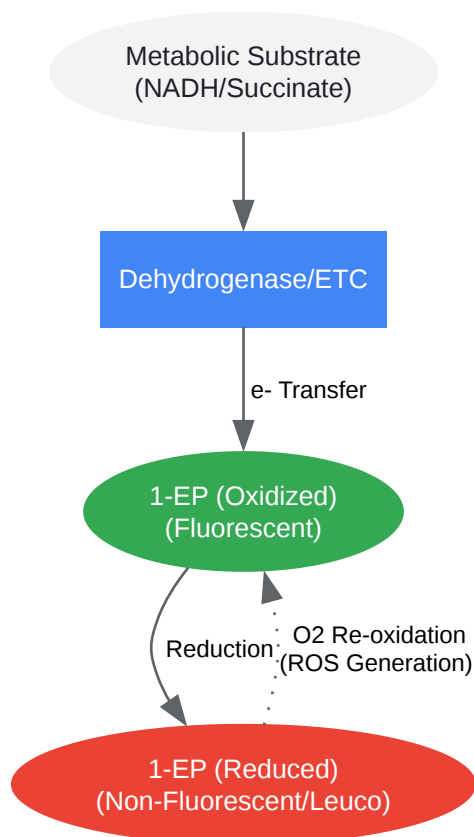 Metabolic Substrate
(NADH/Succinate)
Dehydrogenase/ETC
e- Transfer
1-EP (Oxidized)
(Fluorescent)
Reduction
O2 Re-oxidation
(ROS Generation)
1-EP (Reduced)
(Non-Fluorescent/Leuco)